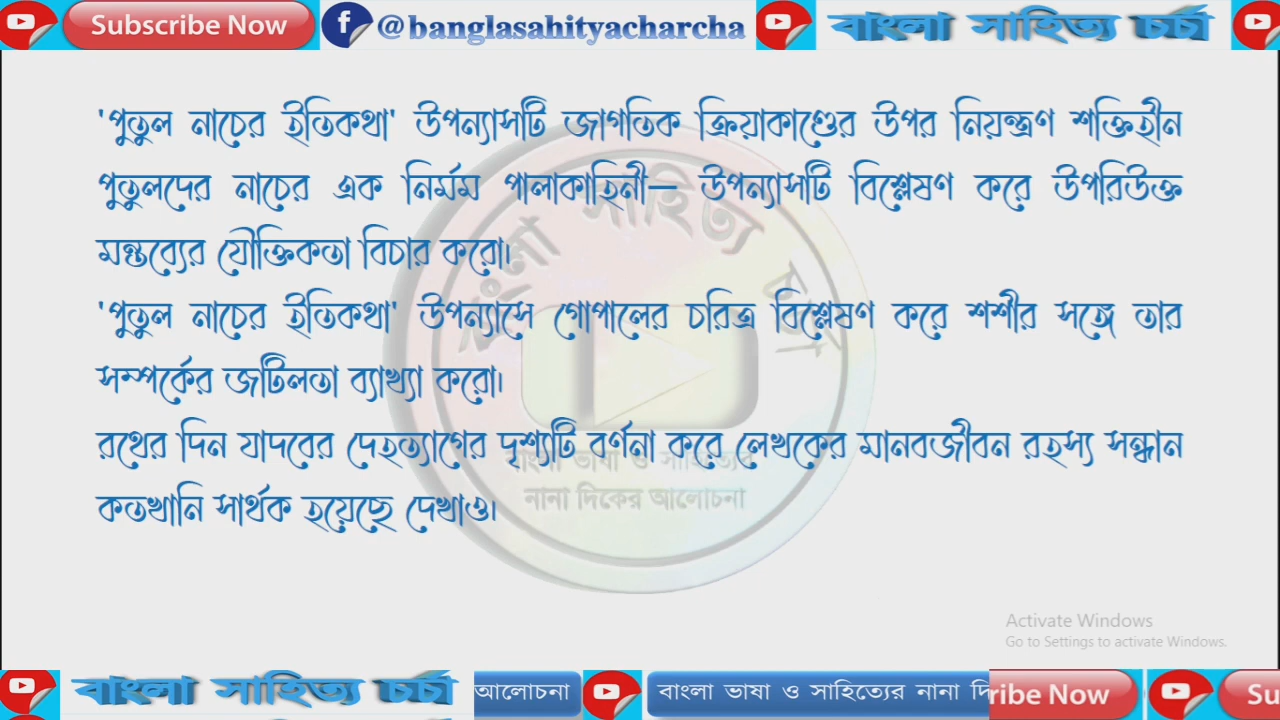 Subscribe Now @banglasahityacharcha বাংলা সাহিত্য চর্চা
'পুতুল নাচের ইতিকথা' উপন্যাসটি জাগতিক ক্রিয়াকাণ্ডের উপর নিয়ন্ত্রণ শক্তিহীন
পুতুলদের নাচের এক নির্মম পালাকাহিনী— উপন্যাসটি বিশ্লেষণ করে উপরিউক্ত
মন্তব্যের যৌক্তিকতা বিচার করো।
'পুতুল নাচের ইতিকথা' উপন্যাসে গোপালের চরিত্র বিশ্লেষণ করে শশীর সঙ্গে তার
সম্পর্কের জটিলতা ব্যাখ্যা করো।
রথের দিন যাদবের দেহত্যাগের দৃশ্যটি বর্ণনা করে লেখকের মানবজীবন রহস্য সন্ধান
কতখানি সার্থক হয়েছে দেখাও।
বাংলা সাহিত্য চর্চা
বাংলা ভাষা ও সাহিত্যের
নানা দিকের আলোচনা
Activate Windows
Go to Settings to activate Windows.
বাংলা সাহিত্য চর্চা আলোচনা বাংলা ভাষা ও সাহিত্যের নানা দি ribe Now Su